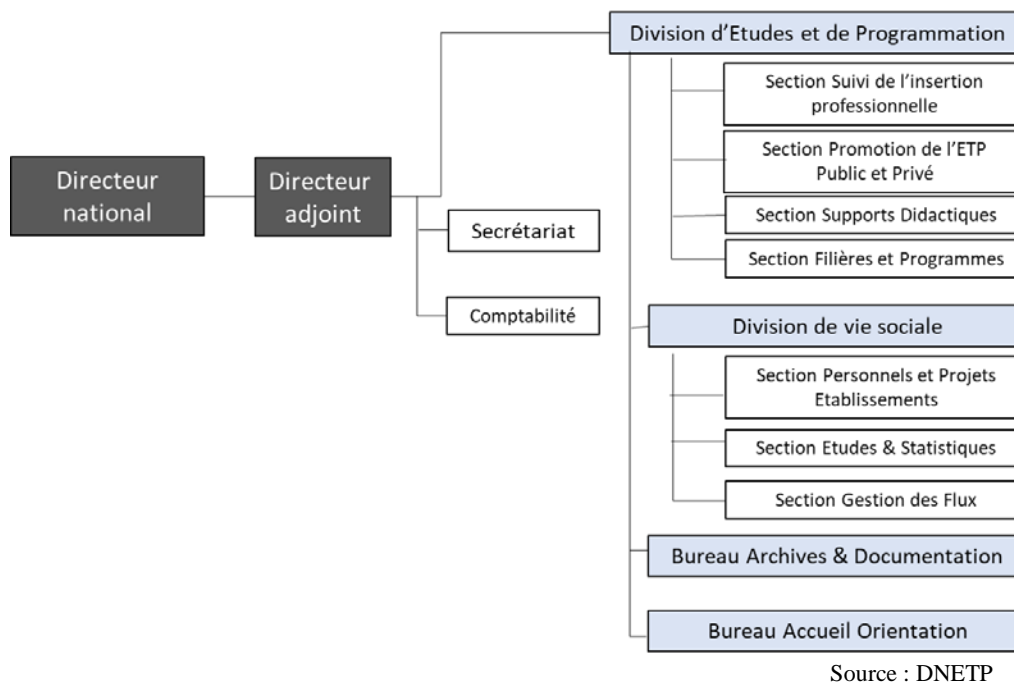 Directeur
national
Directeur
adjoint
Secrétariat
Comptabilité
Division d’Etudes et de Programmation
Section Suivi de l’insertion
professionnelle
Section Promotion de l’ETP
Public et Privé
Section Supports Didactiques
Section Filières et Programmes
Division de vie sociale
Section Personnels et Projets
Etablissements
Section Etudes & Statistiques
Section Gestion des Flux
Bureau Archives & Documentation
Bureau Accueil Orientation
Source : DNETP